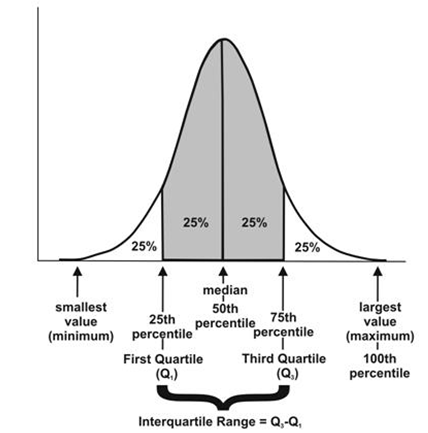 25%
25%
25%
25%
smallest
value
(minimum)
25th
percentile
First Quartile
(Q₁)
median
50th
percentile
75th
percentile
Third Quartile
(Q₃)
largest
value
(maximum)
100th
percentile
Interquartile Range = Q₃-Q₁